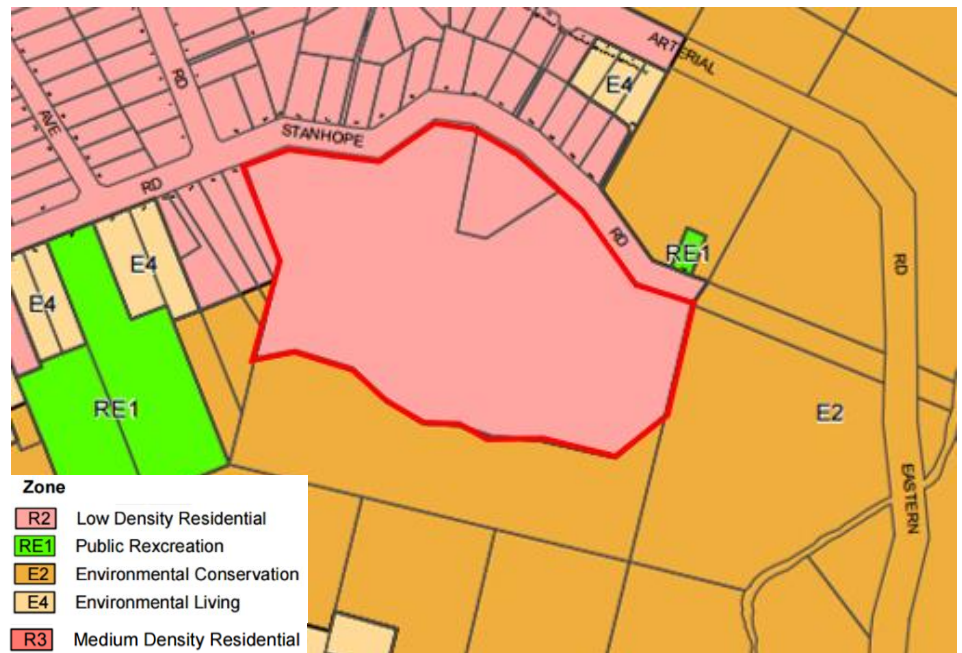 ARTERIAL
RD
E4
AVE
STANHOPE
RD
RD
RE1
E4
RD
E4
RE1
E2
EASTERN
Zone
R2 Low Density Residential
RE1 Public Rexcreation
E2 Environmental Conservation
E4 Environmental Living
R3 Medium Density Residential